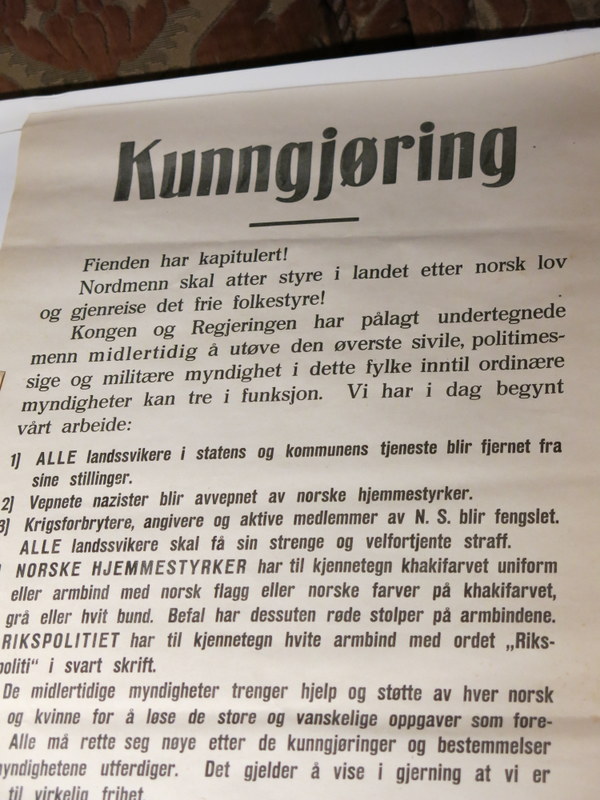 Kunngjøring
Fienden har kapitulert!
Nordmenn skal atter styre i landet etter norsk lov
og gjenreise det frie folkestyre!
Kongen og Regjeringen har pålagt undertegnede
menn midlertidig å utøve den øverste sivile, politimes-
sige og militære myndighet i dette fylke inntil ordinære
myndigheter kan tre i funksjon. Vi har i dag begynt
vårt arbeide:
1) ALLE landssvikere i statens og kommunens tjeneste blir fjernet fra
sine stillinger.
2) Vepnete nazister blir avvepnet av norske hjemmestyrker.
3) Krigsforbrytere, angivere og aktive medlemmer av N. S. blir fengslet.
ALLE landssvikere skal få sin strenge og velfortjente straff.
NORSKE HJEMMESTYRKER har til kjennetegn khakifarvet uniform
eller armbind med norsk flagg eller norske farver på khakifarvet,
grå eller hvit bund. Befal har dessuten røde stolper på armbindene.
RIKSPOLITIET har til kjennetegn hvite armbind med ordet „Riks-
politi“ i svart skrift.
De midlertidige myndigheter trenger hjelp og støtte av hver norsk
og kvinne for å løse de store og vanskelige oppgaver som fore-
Alle må rette seg nøye etter de kunngjøringer og bestemmelser
myndighetene utferdiger. Det gjelder å vise i gjerning at vi er
til virkelig frihet